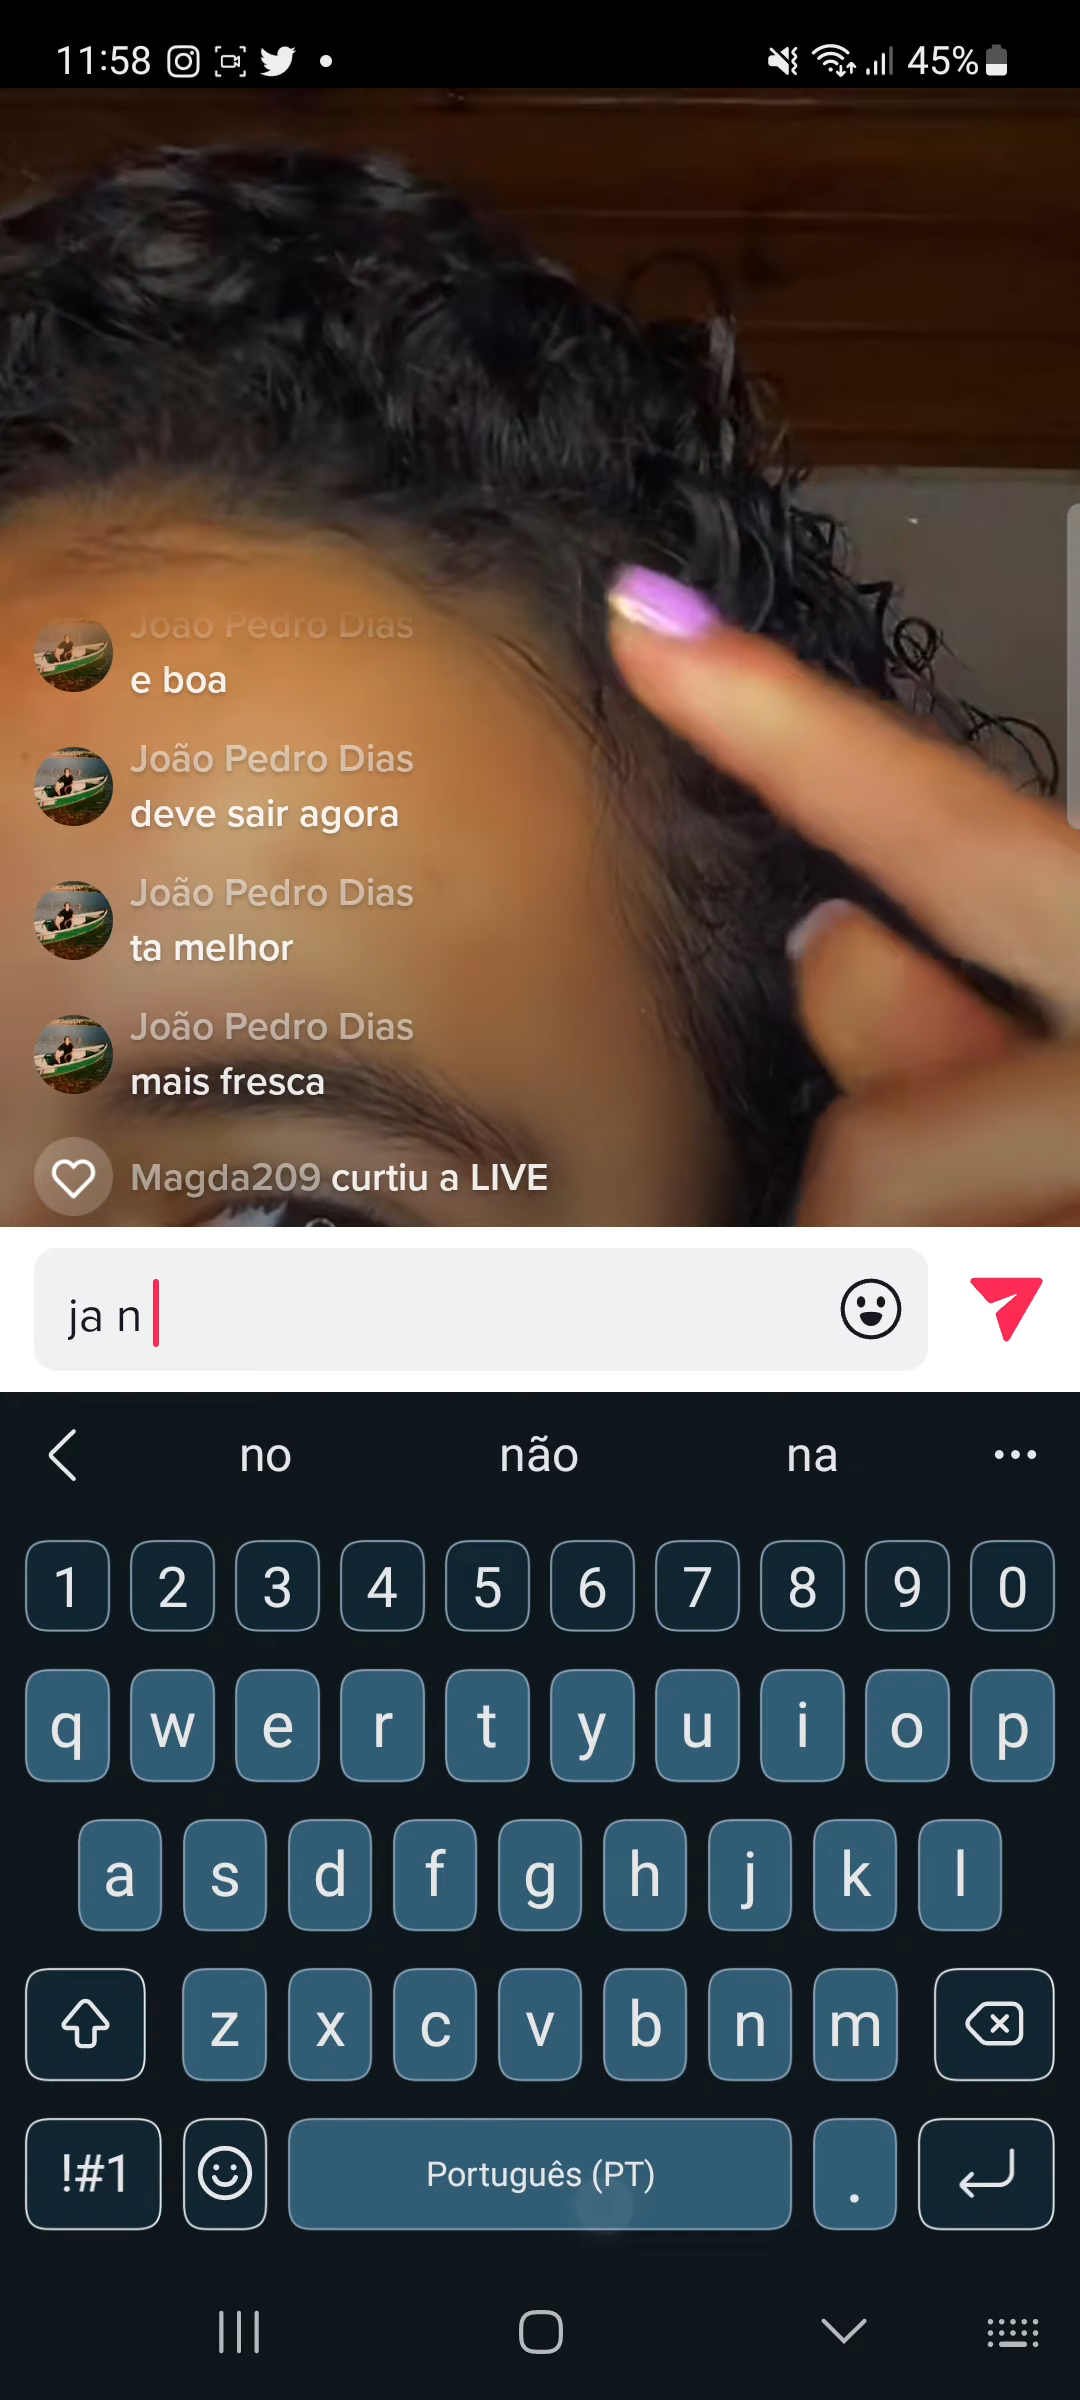 11:58 45%
João Pedro Dias
e boa
João Pedro Dias
deve sair agora
João Pedro Dias
ta melhor
João Pedro Dias
mais fresca
Magda209 curtiu a LIVE
ja n
no não na
1 2 3 4 5 6 7 8 9 0
q w e r t y u i o p
a s d f g h j k l
z x c v b n m
!#1 Português (PT) .